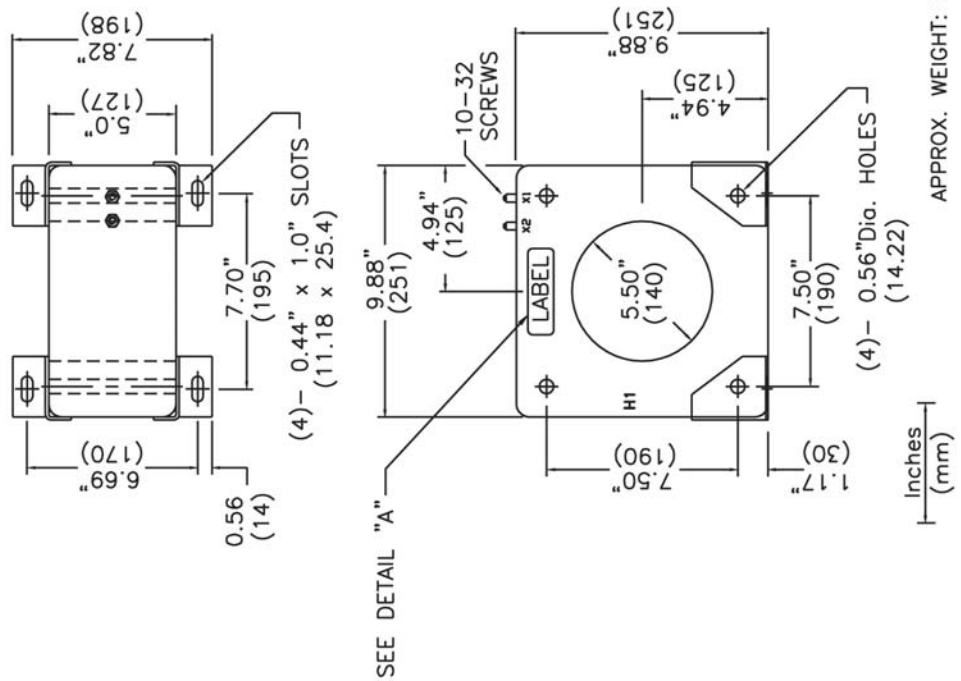 7.82"
(198)
5.0"
(127)
7.70"
(195)
(4)- 0.44" x 1.0" SLOTS
(11.18 x 25.4)
6.69"
(170)
0.56
(14)
SEE DETAIL "A"
9.88"
(251)
4.94"
(125)
10-32
SCREWS
X1
X2
LABEL
5.50"
(140)
H1
9.88"
(251)
4.94"
(125)
7.50"
(190)
7.50"
(190)
1.17"
(30)
(4)- 0.56"Dia. HOLES
(14.22)
Inches
(mm)
APPROX. WEIGHT: